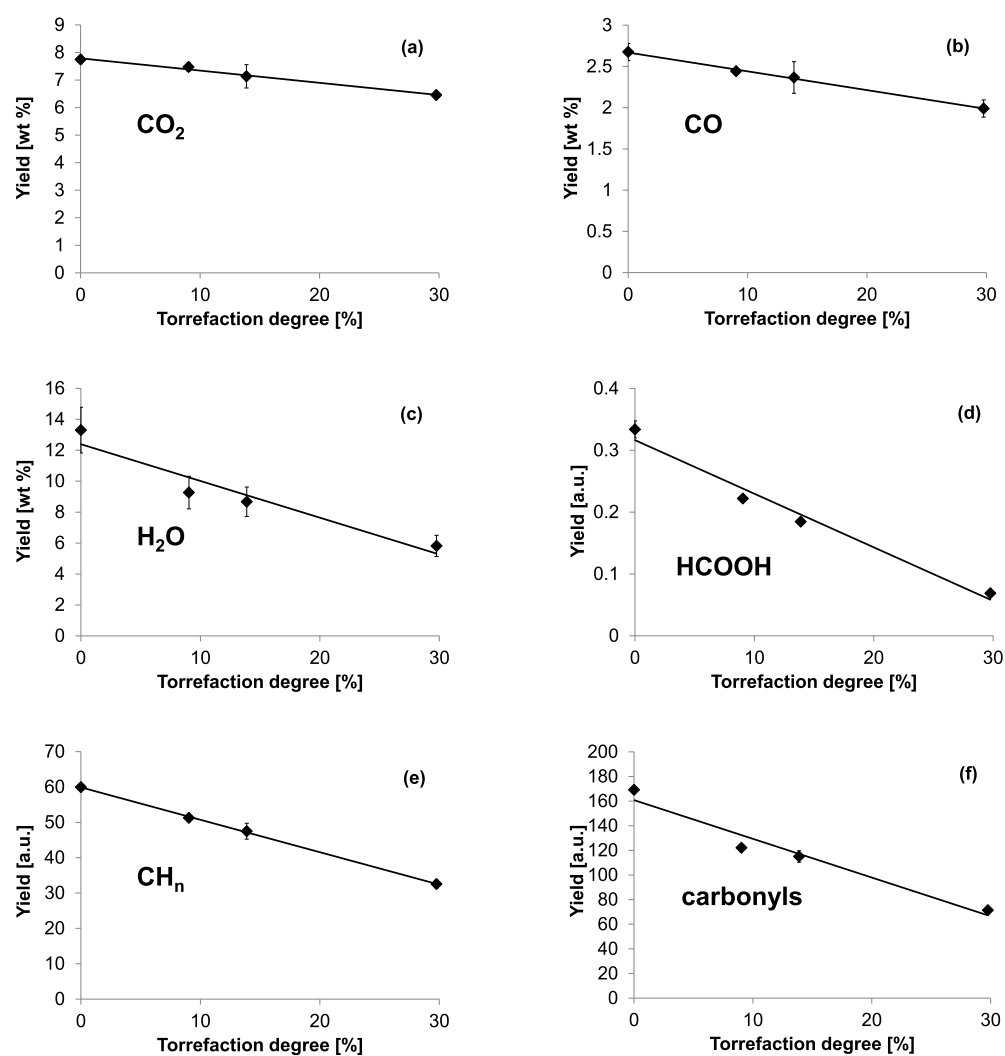 9
8
7
6
5
4
3
2
1
0
Yield [wt %]
(a)
CO₂
0 10 20 30
Torrefaction degree [%]
3
2.5
2
1.5
1
0.5
0
Yield [wt %]
(b)
CO
0 10 20 30
Torrefaction degree [%]
16
14
12
10
8
6
4
2
0
Yield [wt %]
(c)
H₂O
0 10 20 30
Torrefaction degree [%]
0.4
0.3
0.2
0.1
0
Yield [a.u.]
(d)
HCOOH
0 10 20 30
Torrefaction degree [%]
70
60
50
40
30
20
10
0
Yield [a.u.]
(e)
CHₙ
0 10 20 30
Torrefaction degree [%]
200
180
160
140
120
100
80
60
40
20
0
Yield [a.u.]
(f)
carbonyls
0 10 20 30
Torrefaction degree [%]